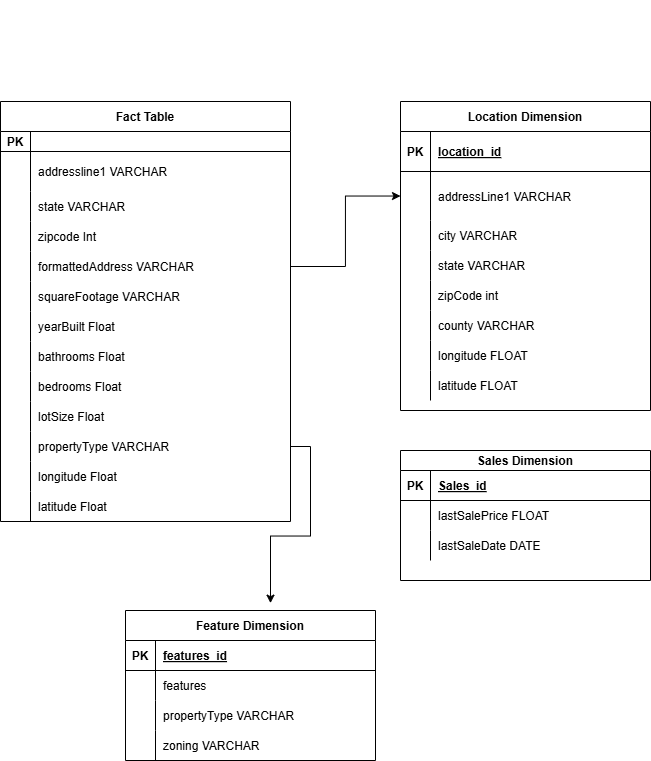 Fact Table
PK
addressline1 VARCHAR
state VARCHAR
zipcode Int
formattedAddress VARCHAR
squareFootage VARCHAR
yearBuilt Float
bathrooms Float
bedrooms Float
lotSize Float
propertyType VARCHAR
longitude Float
latitude Float
Location Dimension
PK location_id
addressLine1 VARCHAR
city VARCHAR
state VARCHAR
zipCode int
county VARCHAR
longitude FLOAT
latitude FLOAT
Sales Dimension
PK Sales_id
lastSalePrice FLOAT
lastSaleDate DATE
Feature Dimension
PK features_id
features
propertyType VARCHAR
zoning VARCHAR